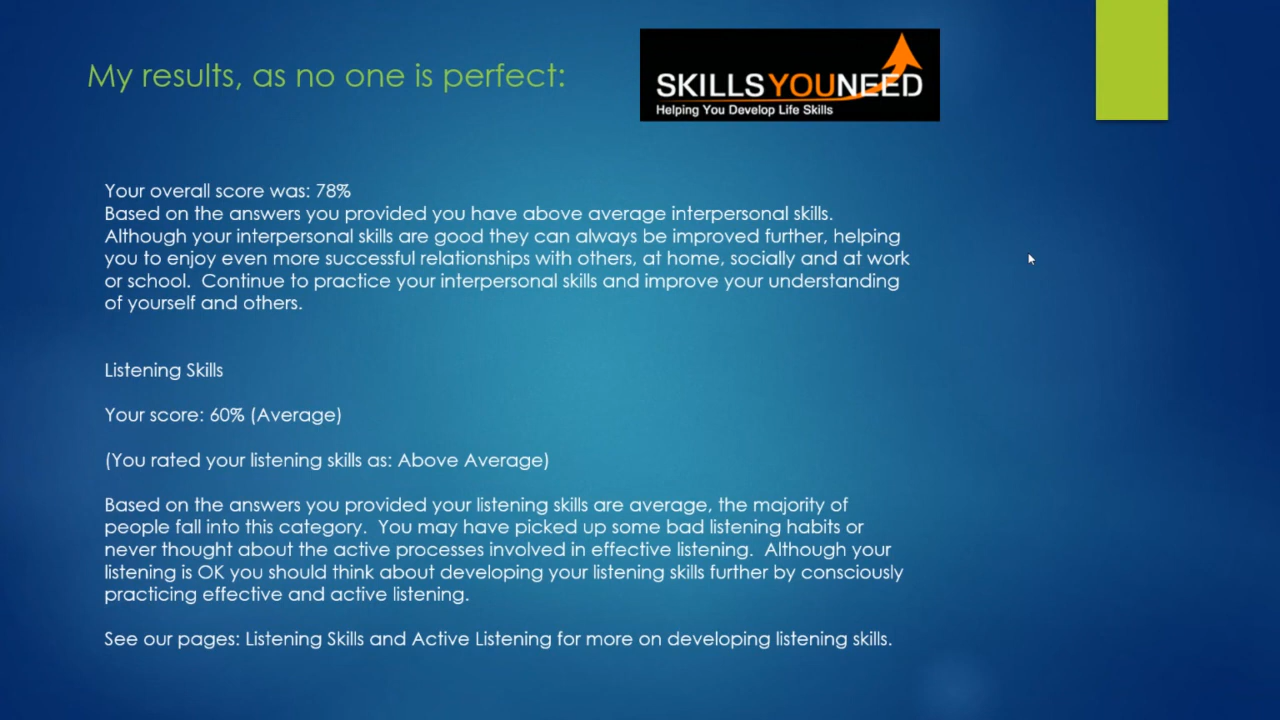 My results, as no one is perfect:
SKILLSYOUNEED
Helping You Develop Life Skills
Your overall score was: 78%
Based on the answers you provided you have above average interpersonal skills.
Although your interpersonal skills are good they can always be improved further, helping
you to enjoy even more successful relationships with others, at home, socially and at work
or school.  Continue to practice your interpersonal skills and improve your understanding
of yourself and others.
Listening Skills
Your score: 60% (Average)
(You rated your listening skills as: Above Average)
Based on the answers you provided your listening skills are average, the majority of
people fall into this category.  You may have picked up some bad listening habits or
never thought about the active processes involved in effective listening.  Although your
listening is OK you should think about developing your listening skills further by consciously
practicing effective and active listening.
See our pages: Listening Skills and Active Listening for more on developing listening skills.